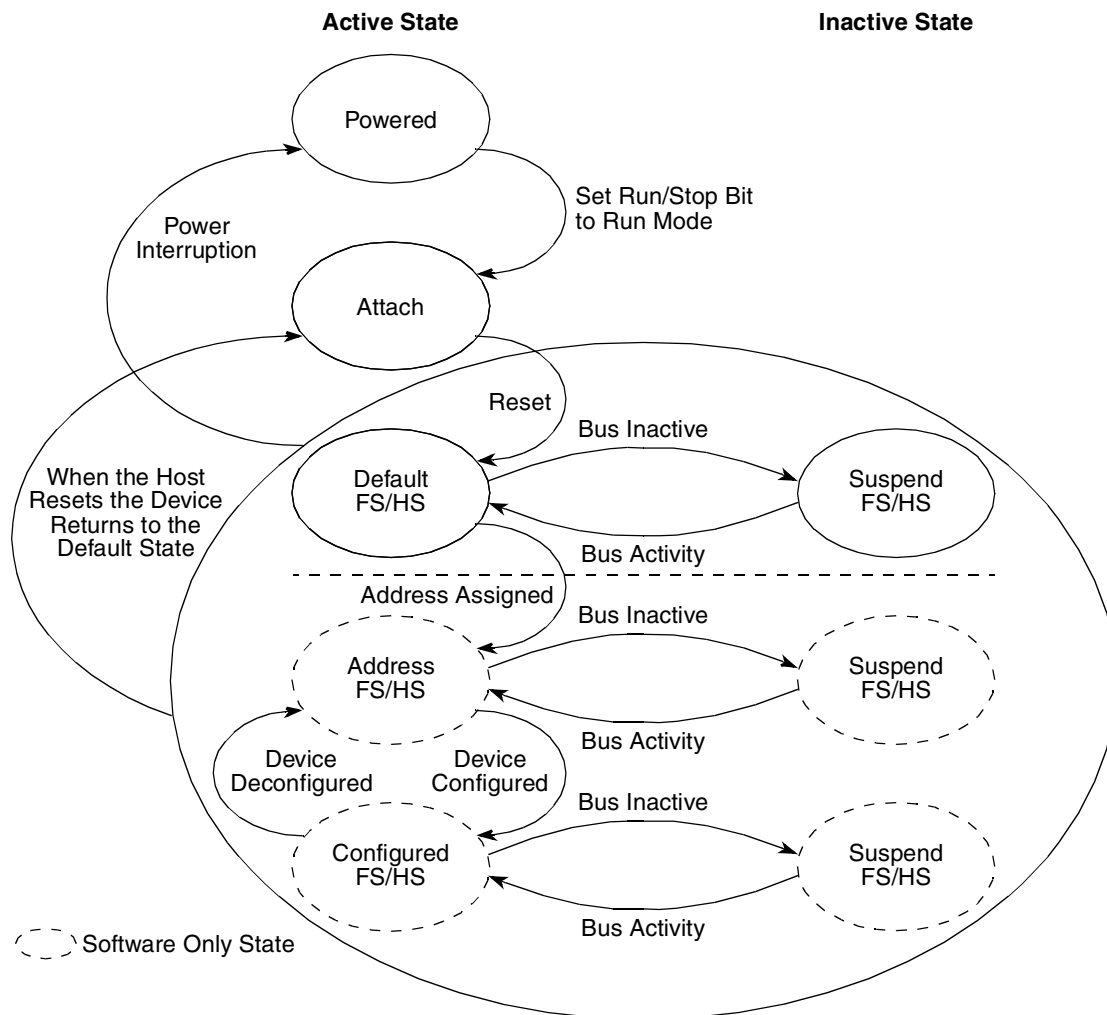 Active State
Inactive State
Powered
Set Run/Stop Bit
to Run Mode
Power
Interruption
Attach
Reset
Bus Inactive
When the Host
Resets the Device
Returns to the
Default State
Default
FS/HS
Suspend
FS/HS
Bus Activity
Address Assigned
Bus Inactive
Address
FS/HS
Suspend
FS/HS
Bus Activity
Device
Deconfigured
Device
Configured
Bus Inactive
Configured
FS/HS
Suspend
FS/HS
Bus Activity
Software Only State